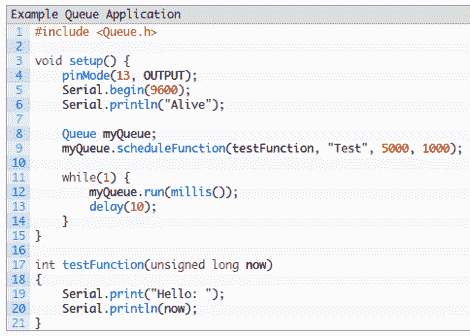 Example Queue Application
1 #include <Queue.h>
2
3 void setup() {
4     pinMode(13, OUTPUT);
5     Serial.begin(9600);
6     Serial.println("Alive");
7
8     Queue myQueue;
9     myQueue.scheduleFunction(testFunction, "Test", 5000, 1000);
10
11     while(1) {
12         myQueue.run(millis());
13         delay(10);
14     }
15 }
16
17 int testFunction(unsigned long now)
18 {
19     Serial.print("Hello: ");
20     Serial.println(now);
21 }